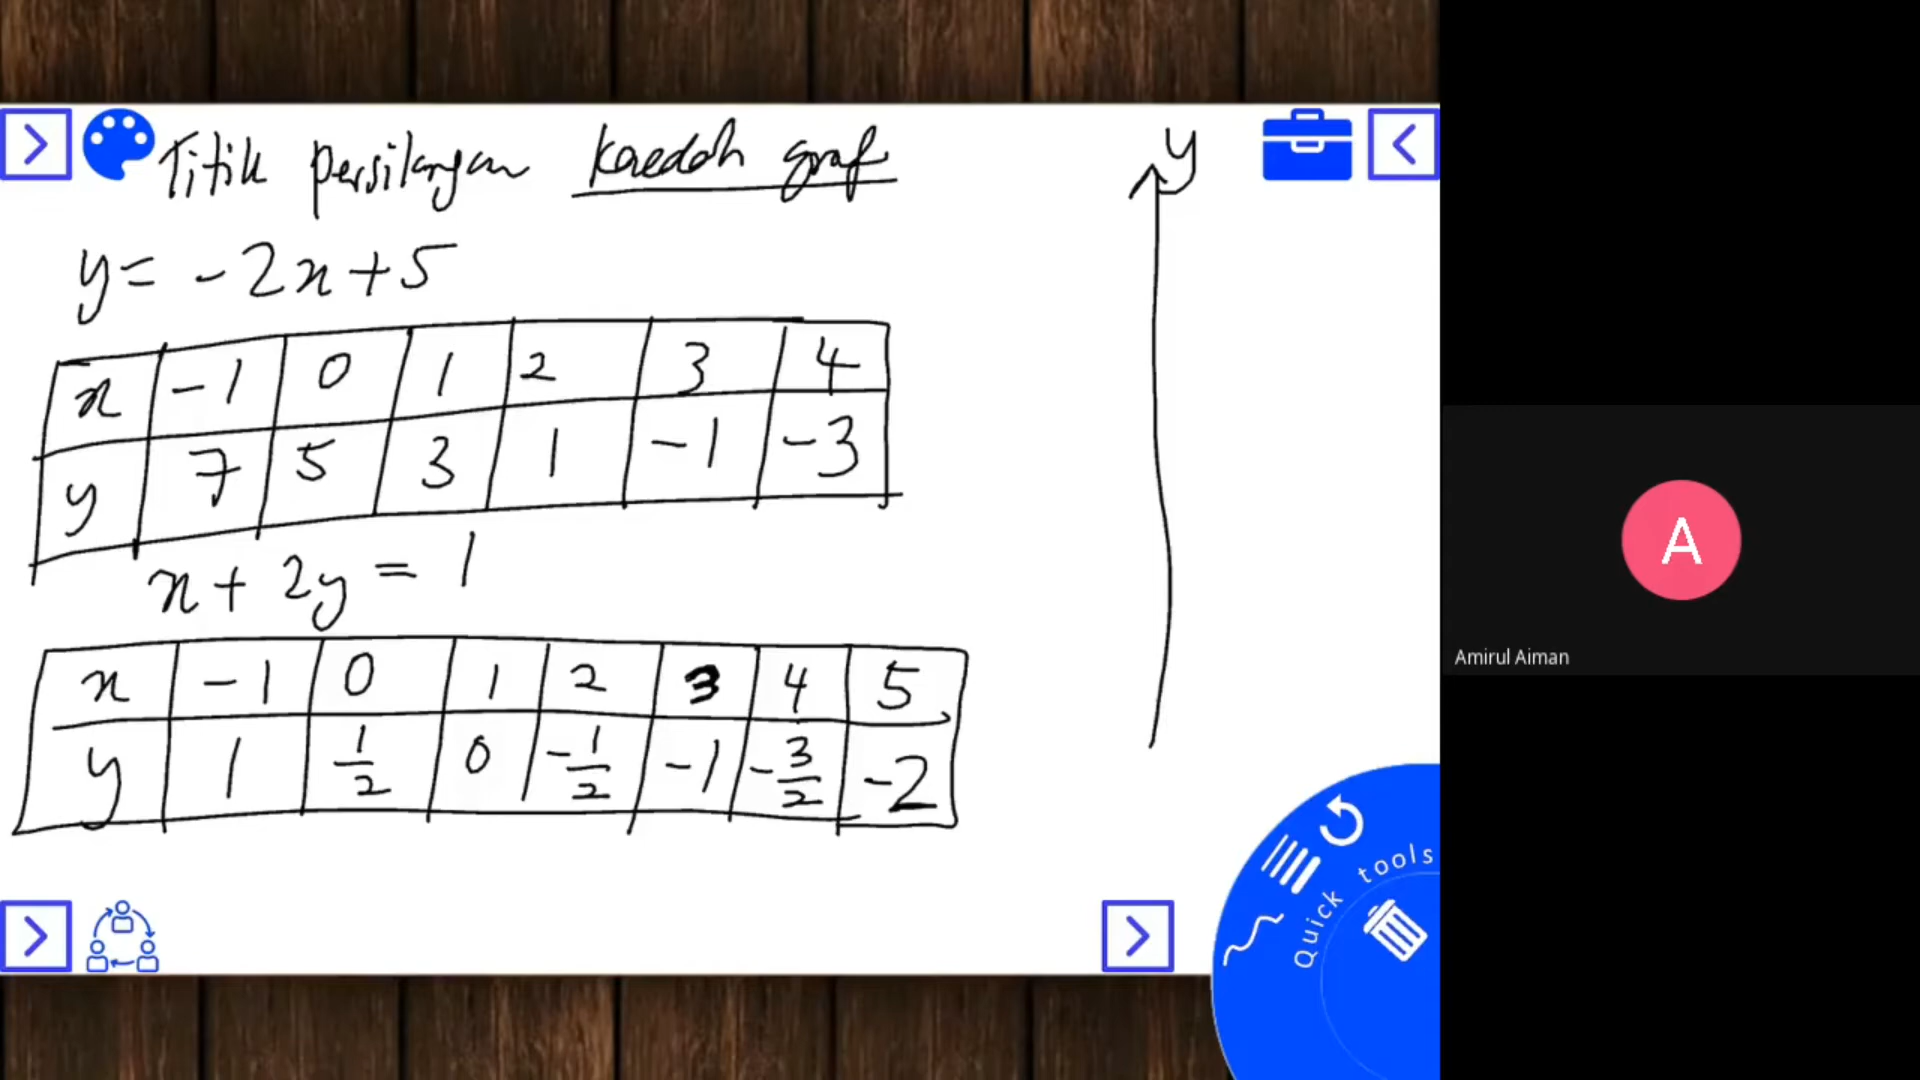 Titik persilangan kaedah graf
y
y = -2x+5
x -1 0 1 2 3 4
y 7 5 3 1 -1 -3
x + 2y = 1
x -1 0 1 2 3 4 5
y 1 1/2 0 -1/2 -1 -3/2 -2
Quick tools
A
Amirul Aiman